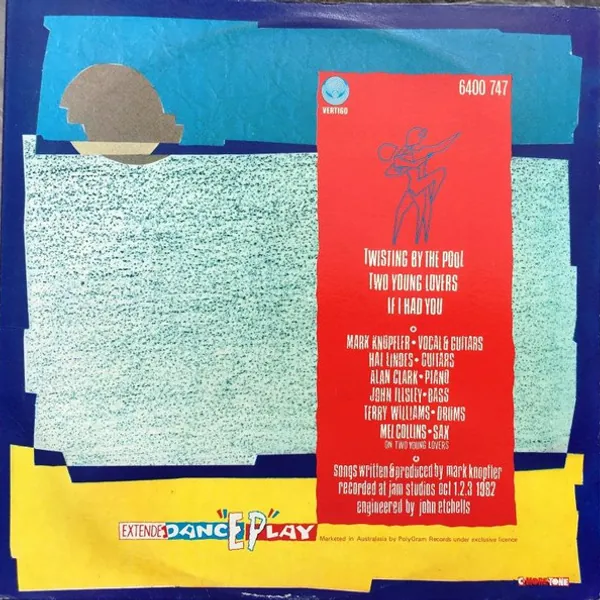 VERTIGO
6400 747
TWISTING BY THE POOL
TWO YOUNG LOVERS
IF I HAD YOU
MARK KNOPFLER • VOCAL & GUITARS
HAL LINDES • GUITARS
ALAN CLARK • PIANO
JOHN ILLSLEY • BASS
TERRY WILLIAMS • DRUMS
MEL COLLINS • SAX
ON TWO YOUNG LOVERS
songs written & produced by mark knopfler
recorded at jam studios oct 1.2.3 1982
engineered by john etchells
EXTENDEDANCEPLAY
Marketed in Australasia by PolyGram Records under exclusive licence